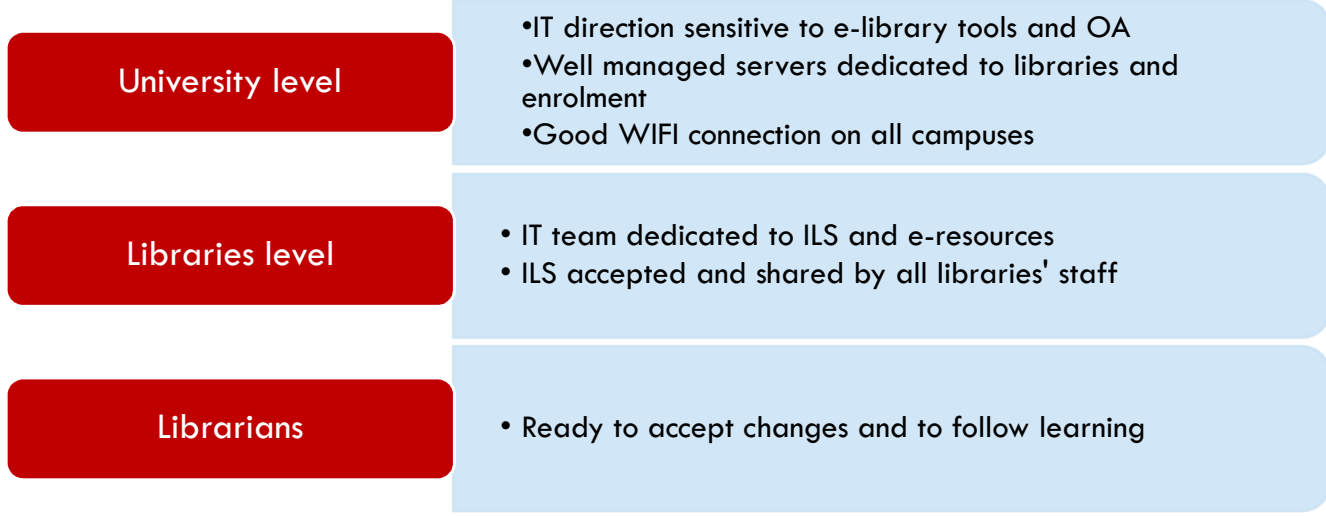 University level
•IT direction sensitive to e-library tools and OA
•Well managed servers dedicated to libraries and
enrolment
•Good WIFI connection on all campuses
Libraries level
• IT team dedicated to ILS and e-resources
• ILS accepted and shared by all libraries' staff
Librarians
• Ready to accept changes and to follow learning